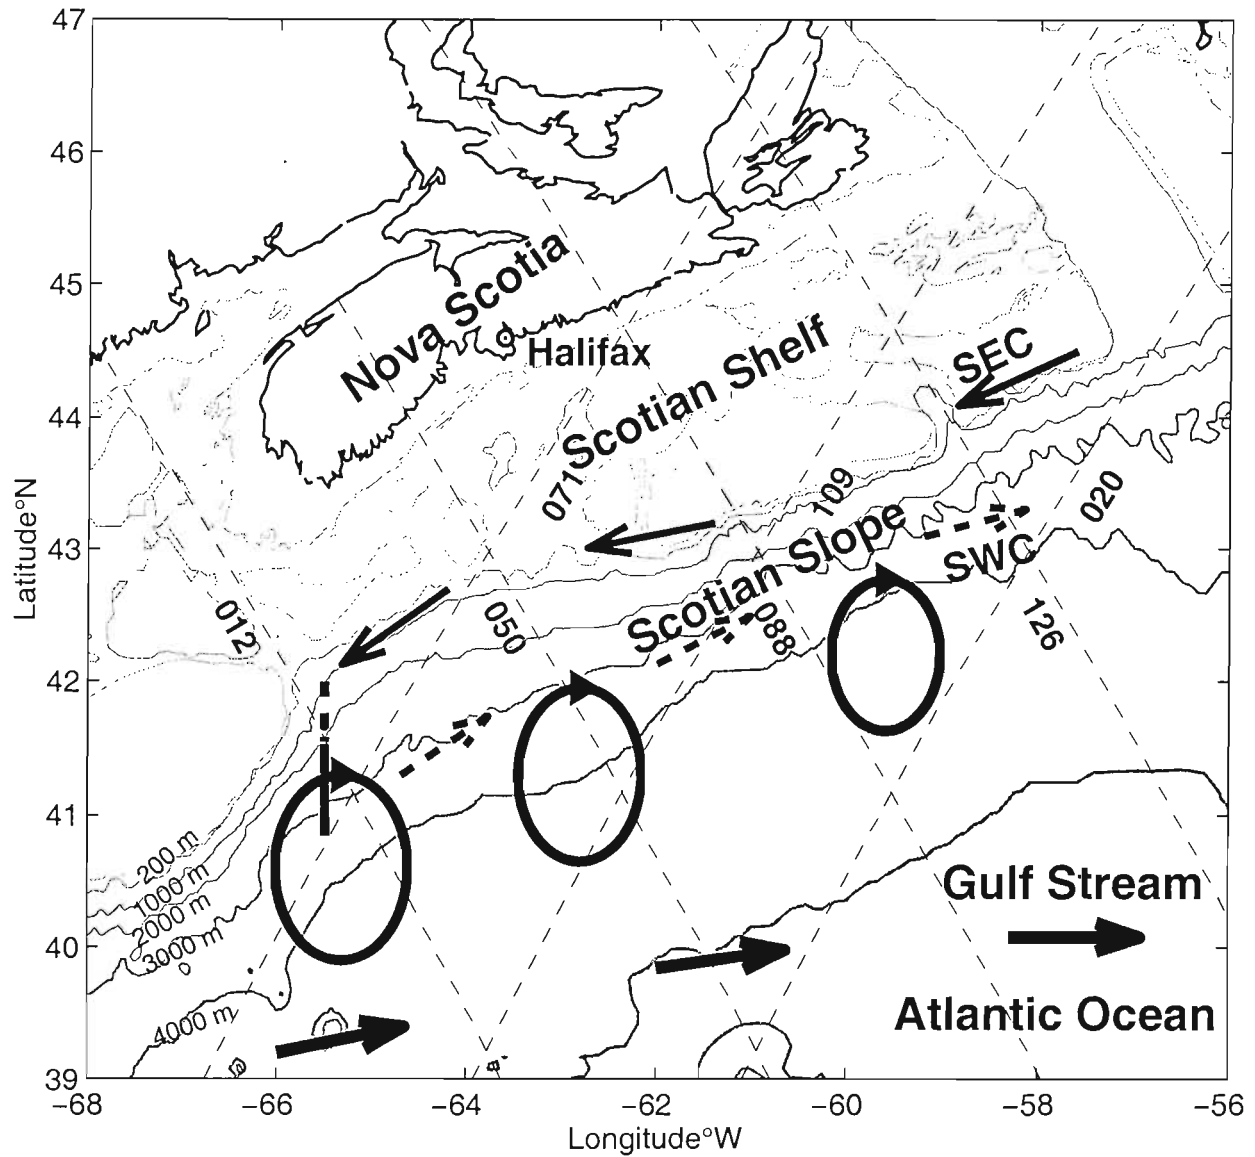 47
46
45
44
43
42
41
40
39
Latitude°N
Nova Scotia
Halifax
Scotian Shelf
SEC
071
109
020
Scotian Slope
SWC
012
050
088
126
200 m
1000 m
2000 m
3000 m
4000 m
Gulf Stream
Atlantic Ocean
−68
−66
−64
−62
−60
−58
−56
Longitude°W